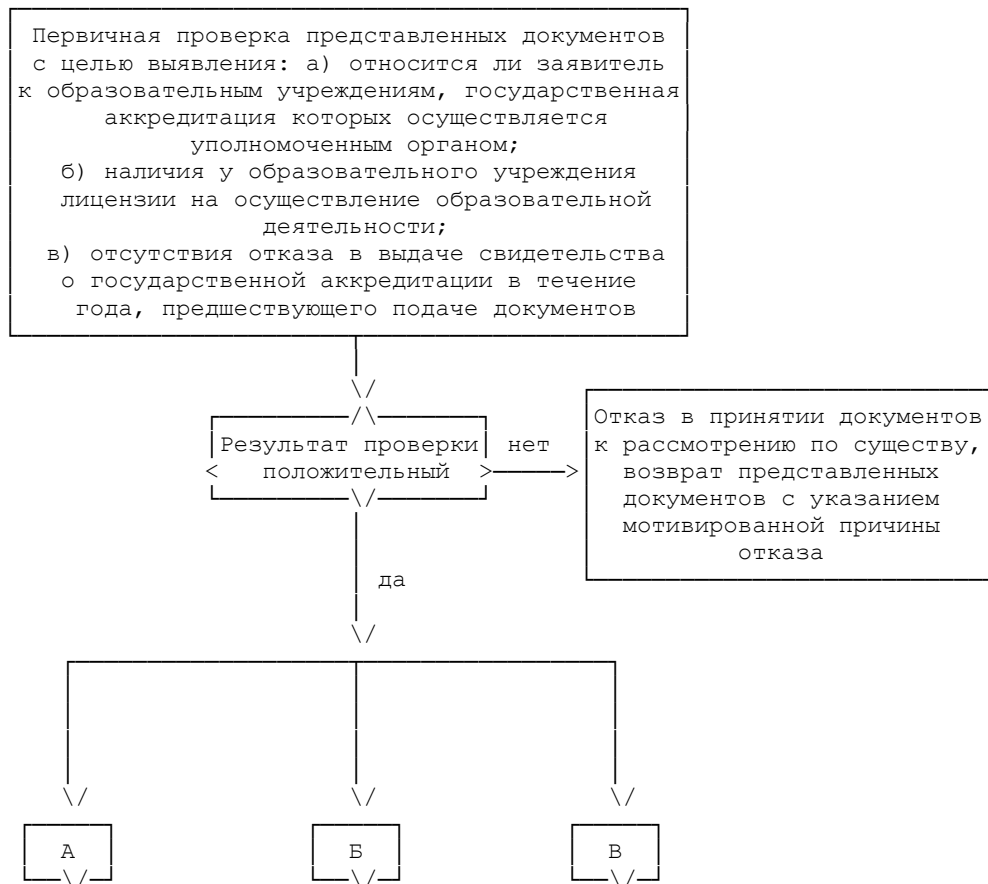 Первичная проверка представленных документов
с целью выявления: а) относится ли заявитель
к образовательным учреждениям, государственная
аккредитация которых осуществляется
уполномоченным органом;
б) наличия у образовательного учреждения
лицензии на осуществление образовательной
деятельности;
в) отсутствия отказа в выдаче свидетельства
о государственной аккредитации в течение
года, предшествующего подаче документов
Результат проверки
положительный
нет
Отказ в принятии документов
к рассмотрению по существу,
возврат представленных
документов с указанием
мотивированной причины
отказа
да
А
Б
В